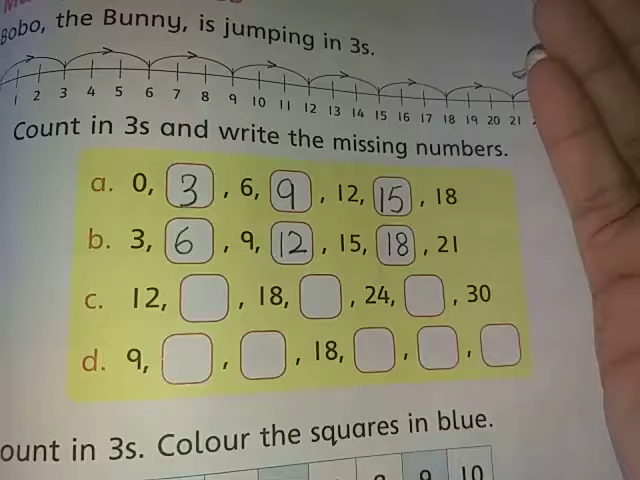 Bobo, the Bunny, is jumping in 3s.
1 2 3 4 5 6 7 8 9 10 11 12 13 14 15 16 17 18 19 20 21
Count in 3s and write the missing numbers.
a. 0, 3, 6, 9, 12, 15, 18
b. 3, 6, 9, 12, 15, 18, 21
c. 12, , 18, , 24, , 30
d. 9, , , 18, , ,
ount in 3s. Colour the squares in blue.
9 10